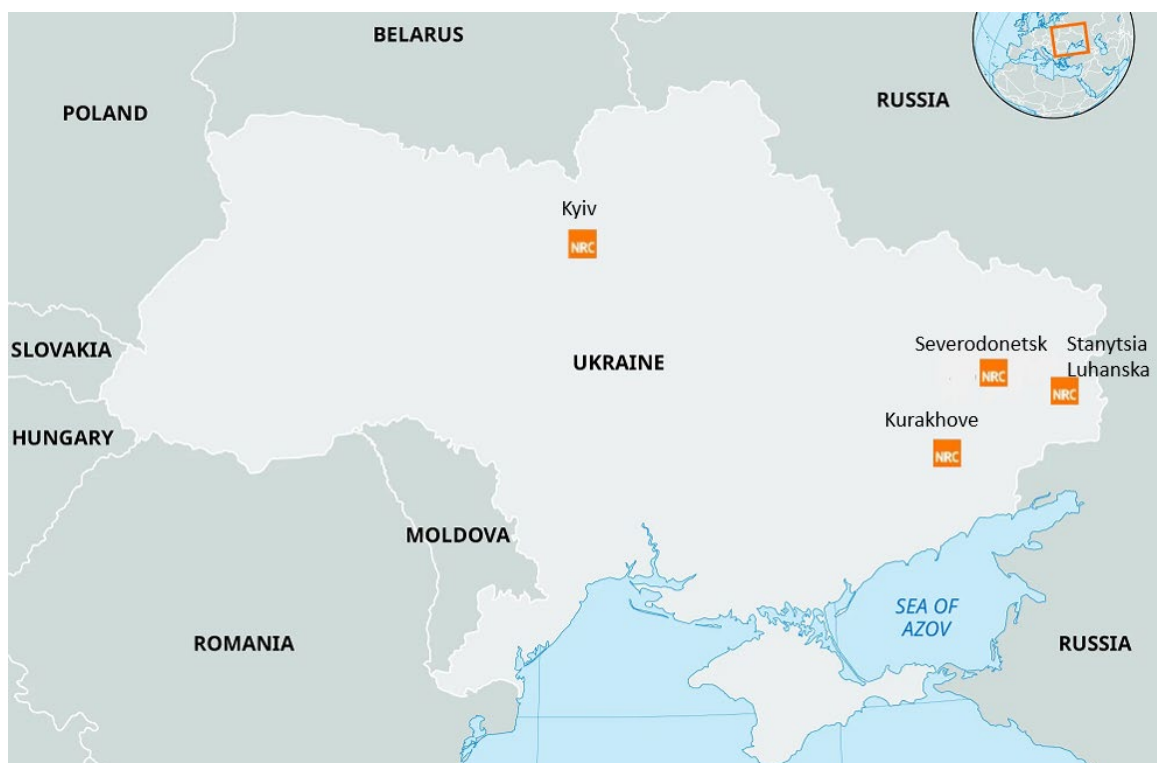 BELARUS
POLAND
RUSSIA
Kyiv
NRC
SLOVAKIA
UKRAINE
Severodonetsk
NRC
Stanytsia
Luhanska
NRC
HUNGARY
Kurakhove
NRC
MOLDOVA
SEA OF
AZOV
ROMANIA
RUSSIA